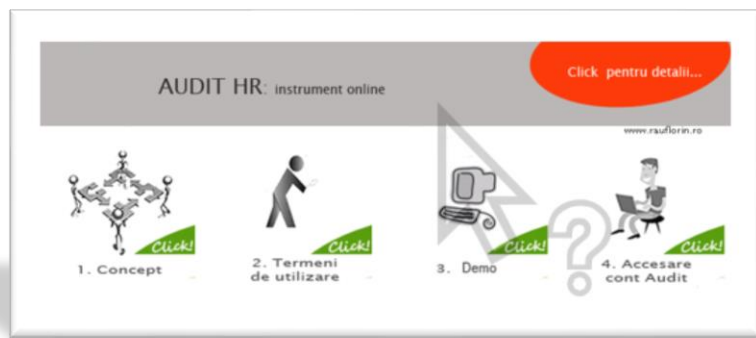 AUDIT HR: instrument online
Click pentru detalii...
www.rauflorin.ro
Click!
Click!
Click!
Click!
1. Concept
2. Termeni
de utilizare
3. Demo
4. Accesare
cont Audit